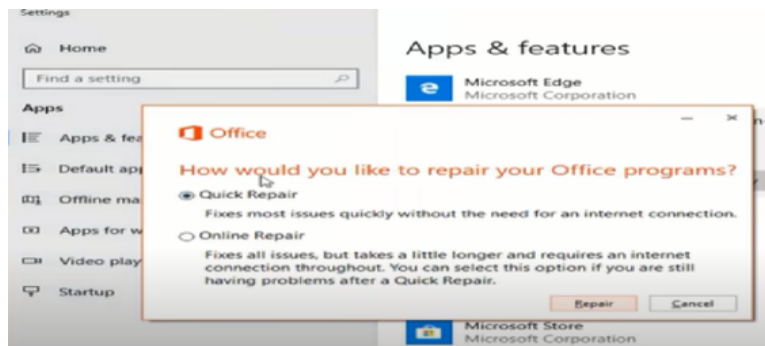 Settings
Home
Find a setting
Apps
Apps & fea
Default app
Offline ma
Apps for w
Video play
Startup
Apps & features
Microsoft Edge
Microsoft Corporation
Office
How would you like to repair your Office programs?
Quick Repair
Fixes most issues quickly without the need for an internet connection.
Online Repair
Fixes all issues, but takes a little longer and requires an internet
connection throughout. You can select this option if you are still
having problems after a Quick Repair.
Repair
Cancel
Microsoft Store
Microsoft Corporation